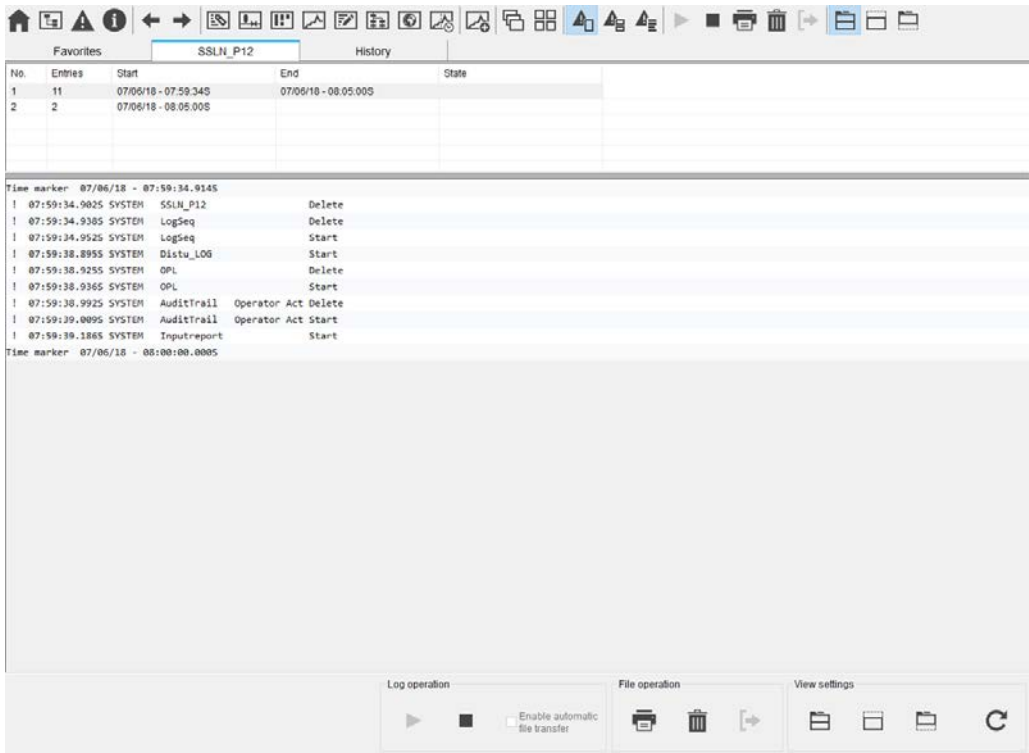 Favorites SSLN_P12 History
No. Entries Start End State
1 11 07/06/18 - 07:59:34S 07/06/18 - 08:05:00S
2 2 07/06/18 - 08:05:00S
Time marker 07/06/18 - 07:59:34.914S
! 07:59:34.902S SYSTEM SSLN_P12 Delete
! 07:59:34.938S SYSTEM LogSeq Delete
! 07:59:34.952S SYSTEM LogSeq Start
! 07:59:38.895S SYSTEM Distu_LOG Start
! 07:59:38.925S SYSTEM OPL Delete
! 07:59:38.936S SYSTEM OPL Start
! 07:59:38.992S SYSTEM AuditTrail Operator Act Delete
! 07:59:39.009S SYSTEM AuditTrail Operator Act Start
! 07:59:39.186S SYSTEM Inputreport Start
Time marker 07/06/18 - 08:00:00.000S
Log operation File operation View settings
Enable automatic
file transfer